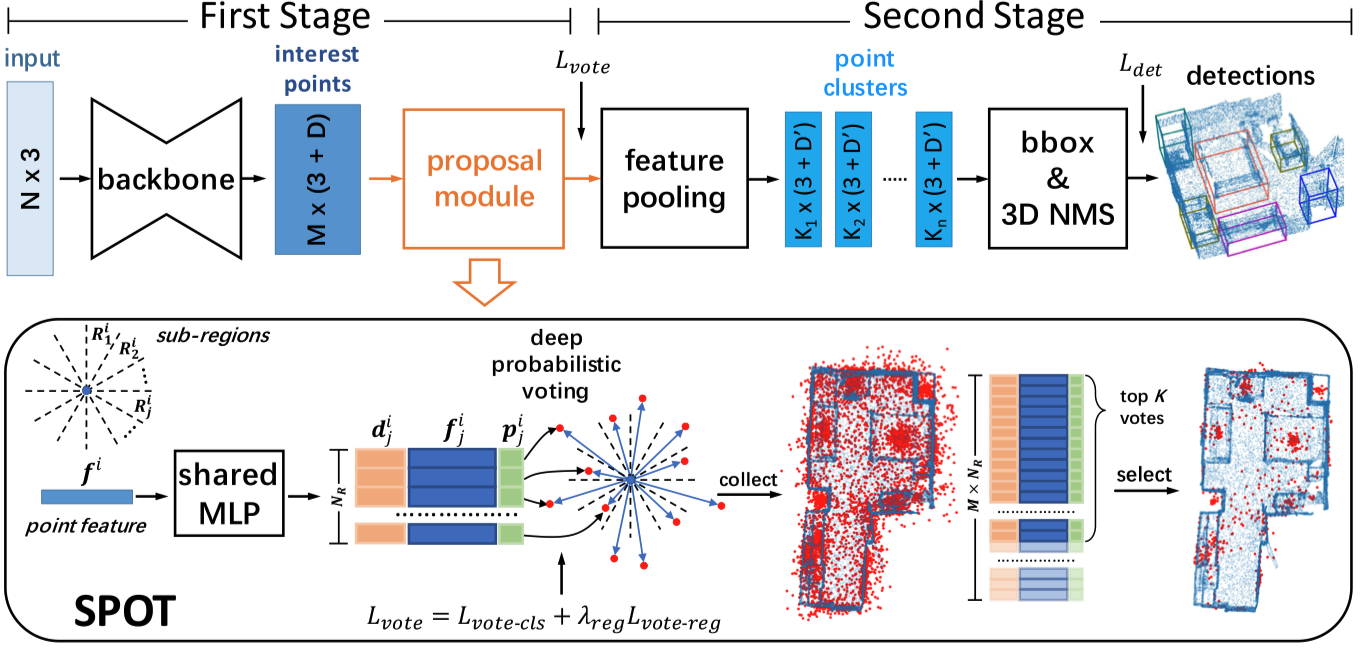 First Stage
Second Stage
input
N x 3
backbone
interest
points
M x (3 + D)
proposal
module
L_vote
feature
pooling
point
clusters
K_1 x (3 + D')
K_2 x (3 + D')
......
K_n x (3 + D')
bbox
&
3D NMS
L_det
detections
R_1^i
R_2^i
R_j^i
sub-regions
f^i
point feature
shared
MLP
d_j^i
f_j^i
p_j^i
N_R
deep
probabilistic
voting
L_vote = L_vote-cls + λ_reg L_vote-reg
collect
M × N_R
top K
votes
select
SPOT